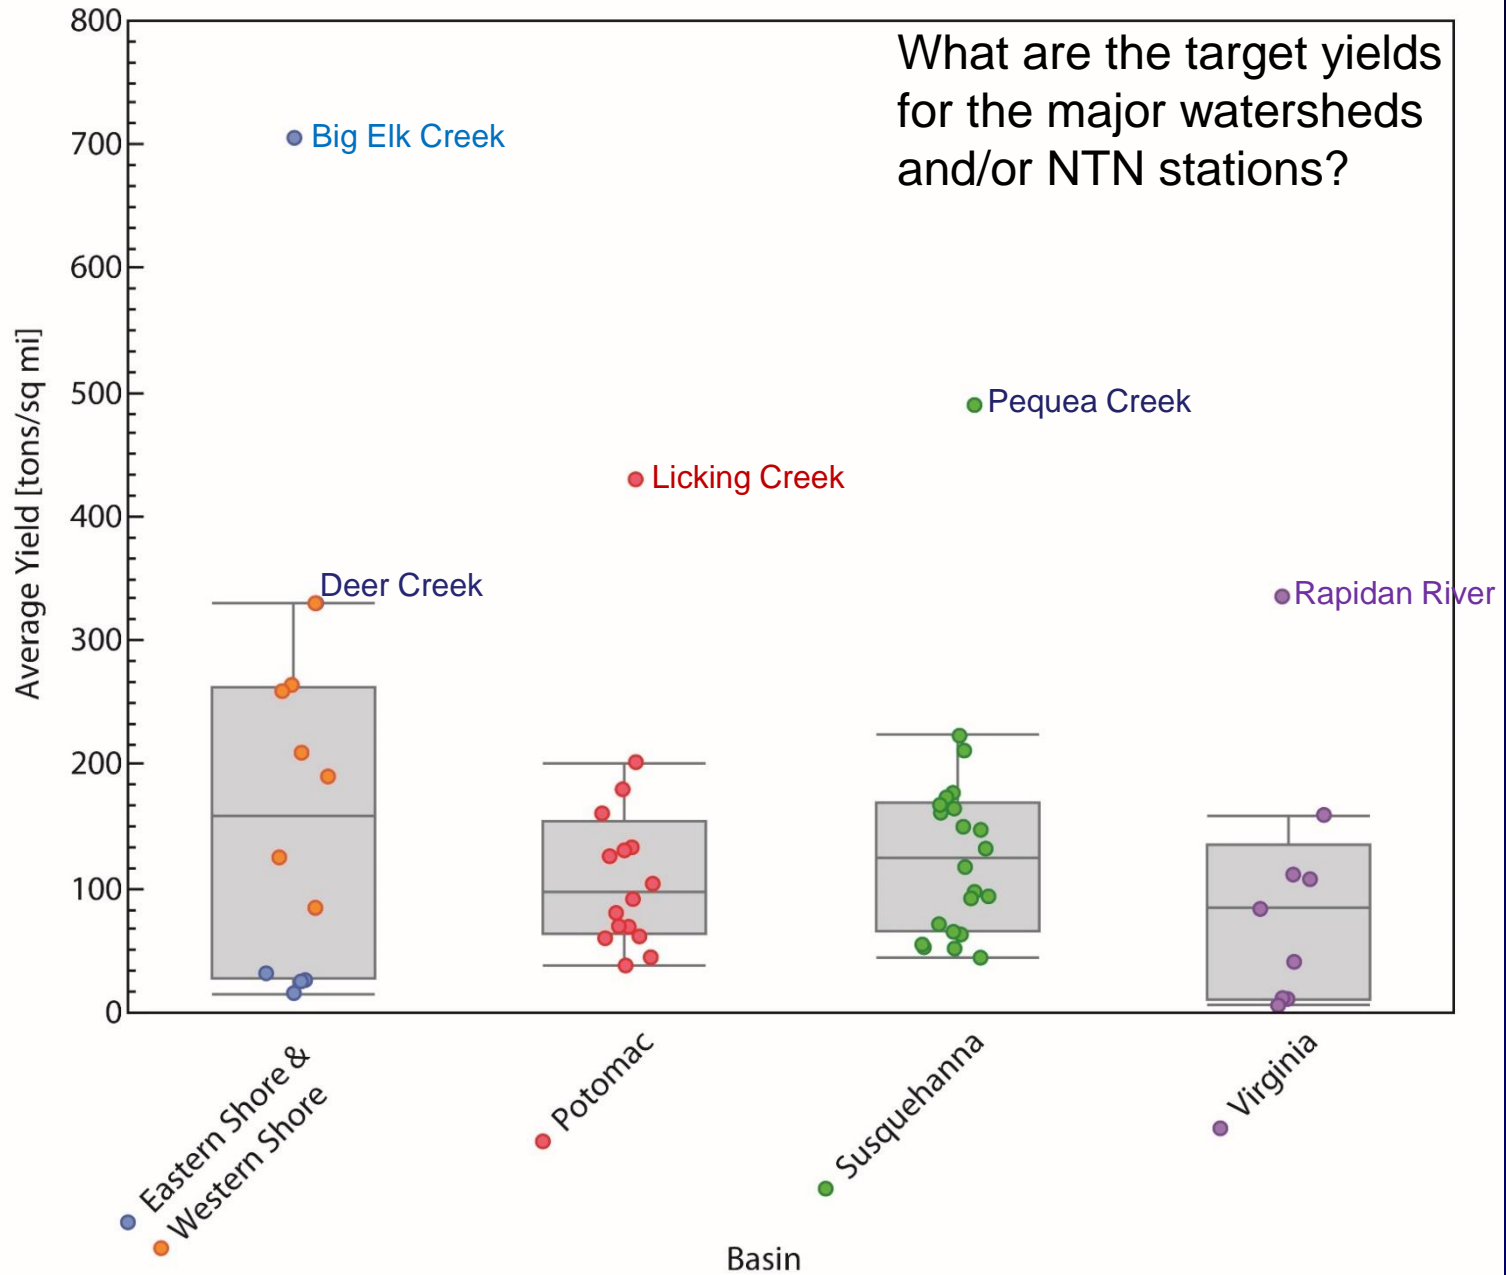 What are the target yields
for the major watersheds
and/or NTN stations?
800
700
600
500
400
300
200
100
0
Average Yield [tons/sq mi]
Big Elk Creek
Pequea Creek
Licking Creek
Deer Creek
Rapidan River
Eastern Shore &
Western Shore
Potomac
Susquehanna
Virginia
Basin